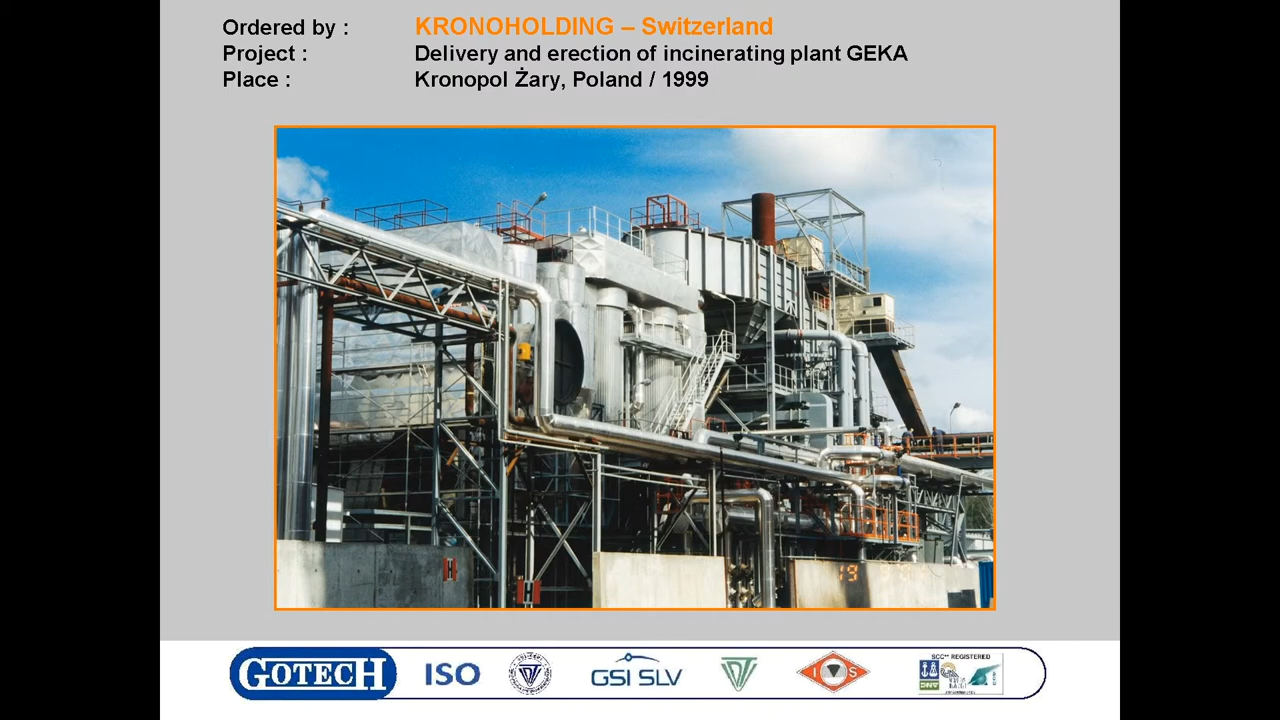 Ordered by : KRONOHOLDING – Switzerland
Project : Delivery and erection of incinerating plant GEKA
Place : Kronopol Żary, Poland / 1999
H
H
GOTECH ISO GSI SLV I S SCC** REGISTERED
DNV